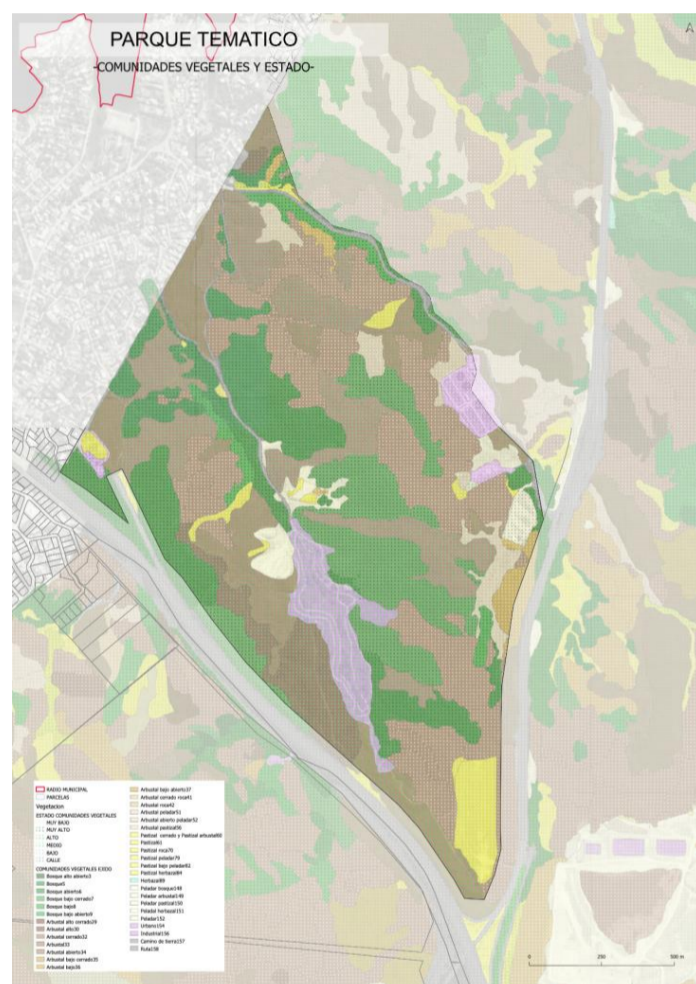 PARQUE TEMATICO
-COMUNIDADES VEGETALES Y ESTADO-
RADIO MUNICIPAL
PARCELAS
Vegetacion
ESTADO COMUNIDADES VEGETALES
MUY BAJO
MUY ALTO
ALTO
MEDIO
BAJO
CALLE
COMUNIDADES VEGETALES EJIDO
Bosque alto abierto3
Bosque5
Bosque abierto6
Bosque bajo cerrado7
Bosque bajo8
Bosque bajo abierto9
Arbustal alto cerrado29
Arbustal alto30
Arbustal cerrado32
Arbustal33
Arbustal abierto34
Arbustal bajo cerrado35
Arbustal bajo36
Arbustal bajo abierto37
Arbustal cerrado roca41
Arbustal roca42
Arbustal peladar51
Arbustal abierto peladar52
Arbustal pastizal56
Pastizal cerrado y Pastizal arbustal60
Pastizal61
Pastizal roca70
Pastizal peladar79
Pastizal bajo peladar82
Pastizal herbazal84
Herbazal89
Peladar bosque148
Peladar arbustal149
Peladar pastizal150
Peladar herbazal151
Peladar152
Urbano154
Industrial156
Camino de tierra157
Ruta158
0 250 500 m